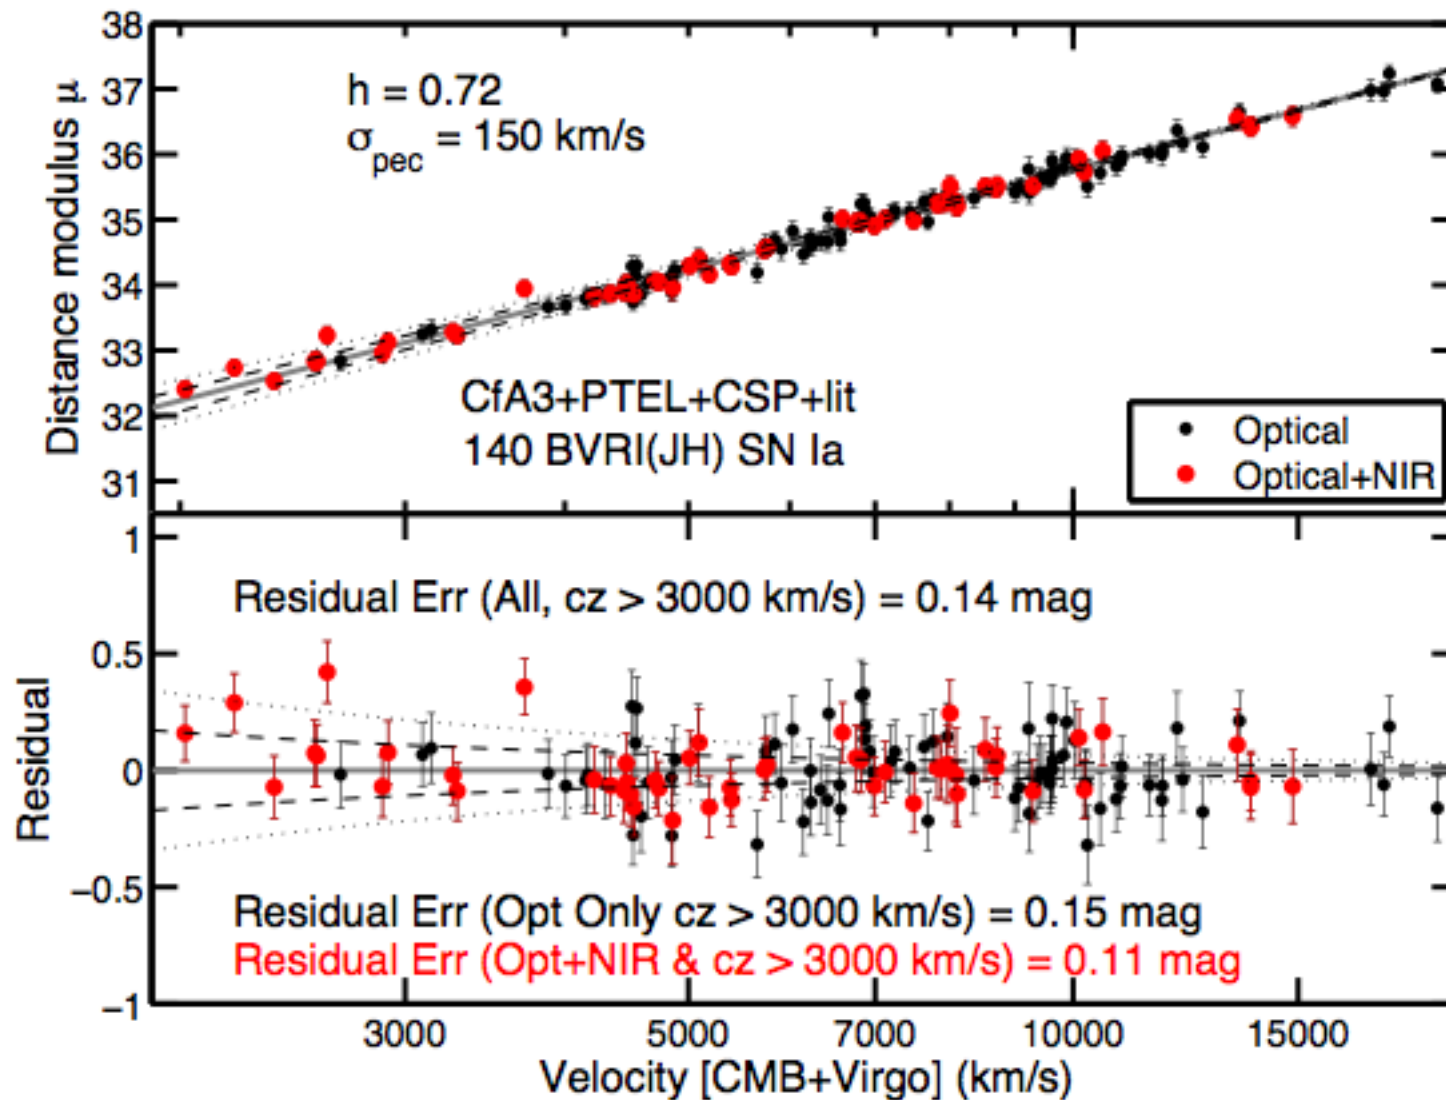 38
37
36
35
34
33
32
31
Distance modulus μ
h = 0.72
σpec = 150 km/s
CfA3+PTEL+CSP+lit
140 BVRI(JH) SN Ia
Optical
Optical+NIR
1
0.5
0
−0.5
−1
Residual
Residual Err (All, cz > 3000 km/s) = 0.14 mag
Residual Err (Opt Only cz > 3000 km/s) = 0.15 mag
Residual Err (Opt+NIR & cz > 3000 km/s) = 0.11 mag
3000 5000 7000 10000 15000
Velocity [CMB+Virgo] (km/s)